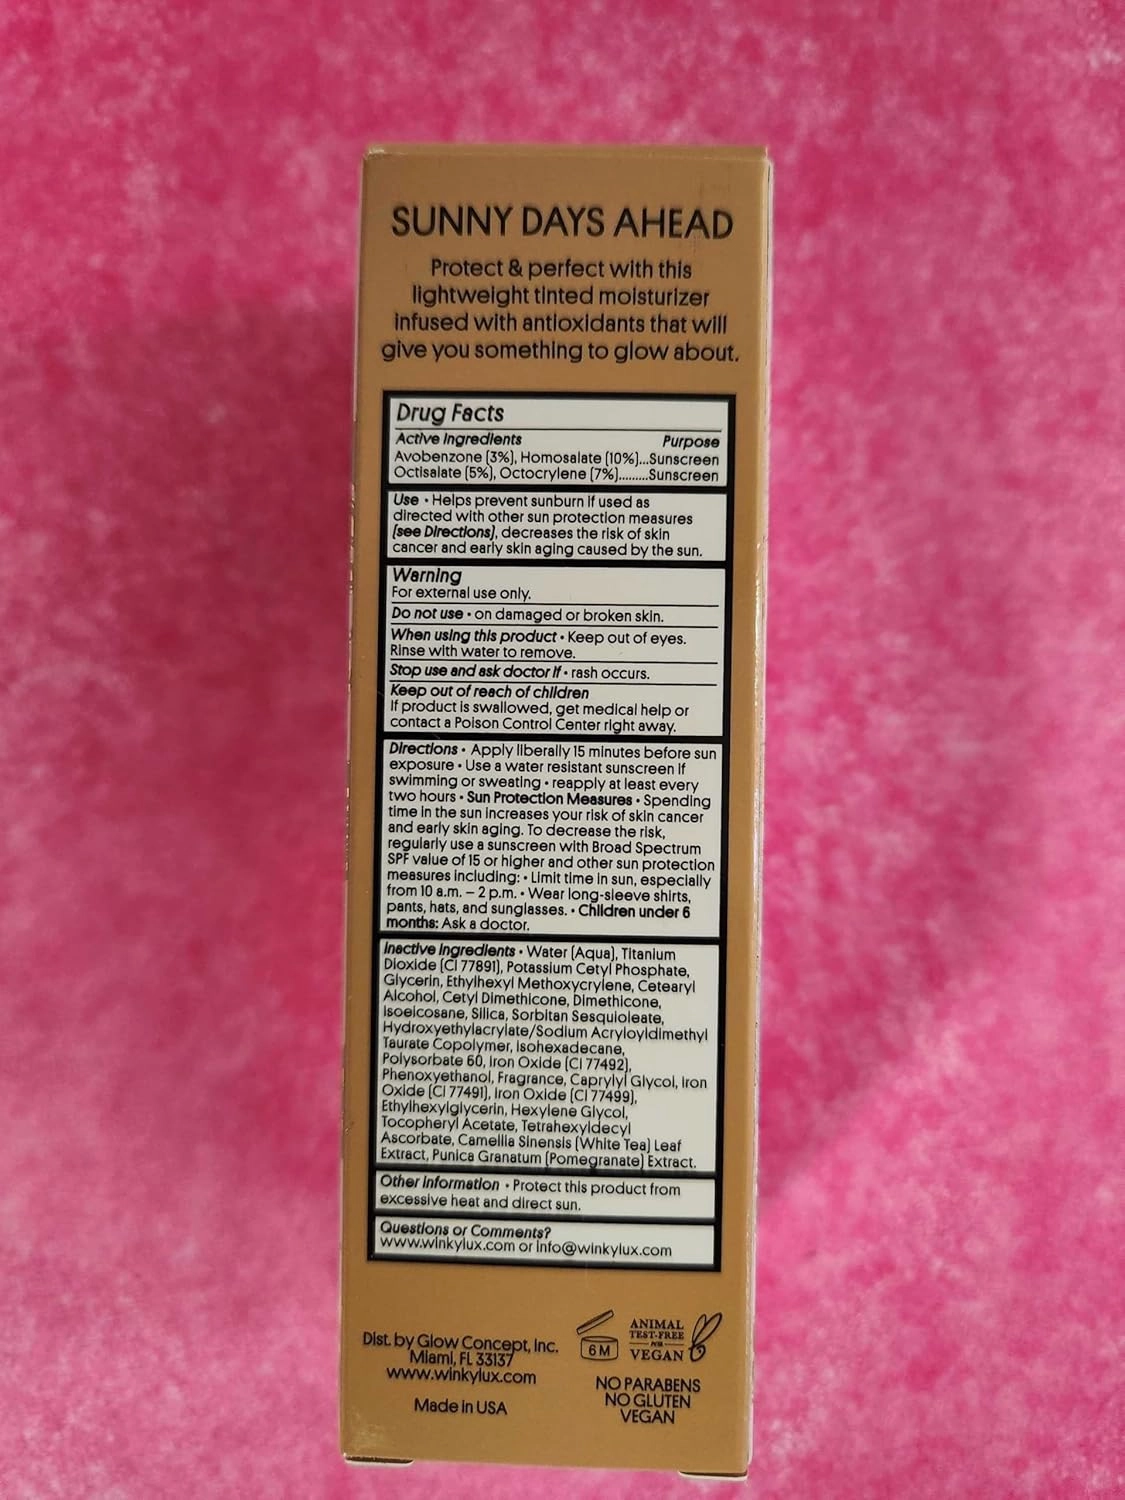 SUNNY DAYS AHEAD
Protect & perfect with this
lightweight tinted moisturizer
infused with antioxidants that will
give you something to glow about.
Drug Facts
Active Ingredients Purpose
Avobenzone (3%), Homosalate (10%)...Sunscreen
Octisalate (5%), Octocrylene (7%).........Sunscreen
Use • Helps prevent sunburn if used as
directed with other sun protection measures
(see Directions), decreases the risk of skin
cancer and early skin aging caused by the sun.
Warning
For external use only.
Do not use • on damaged or broken skin.
When using this product • Keep out of eyes.
Rinse with water to remove.
Stop use and ask doctor if • rash occurs.
Keep out of reach of children
If product is swallowed, get medical help or
contact a Poison Control Center right away.
Directions • Apply liberally 15 minutes before sun
exposure • Use a water resistant sunscreen if
swimming or sweating • reapply at least every
two hours • Sun Protection Measures • Spending
time in the sun increases your risk of skin cancer
and early skin aging. To decrease the risk,
regularly use a sunscreen with Broad Spectrum
SPF value of 15 or higher and other sun protection
measures including: • Limit time in sun, especially
from 10 a.m. – 2 p.m. • Wear long-sleeve shirts,
pants, hats, and sunglasses. • Children under 6
months: Ask a doctor.
Inactive Ingredients • Water (Aqua), Titanium
Dioxide (CI 77891), Potassium Cetyl Phosphate,
Glycerin, Ethylhexyl Methoxycrylene, Cetearyl
Alcohol, Cetyl Dimethicone, Dimethicone,
Isoeicosane, Silica, Sorbitan Sesquioleate,
Hydroxyethylacrylate/Sodium Acryloyldimethyl
Taurate Copolymer, Isohexadecane,
Polysorbate 60, Iron Oxide (CI 77492),
Phenoxyethanol, Fragrance, Caprylyl Glycol, Iron
Oxide (CI 77491), Iron Oxide (CI 77499),
Ethylhexylglycerin, Hexylene Glycol,
Tocopheryl Acetate, Tetrahexyldecyl
Ascorbate, Camellia Sinensis (White Tea) Leaf
Extract, Punica Granatum (Pomegranate) Extract.
Other Information • Protect this product from
excessive heat and direct sun.
Questions or Comments?
www.winkylux.com or info@winkylux.com
Dist. by Glow Concept, Inc.
Miami, FL 33137
www.winkylux.com
Made in USA
6 M
ANIMAL
TEST-FREE
VEGAN
NO PARABENS
NO GLUTEN
VEGAN